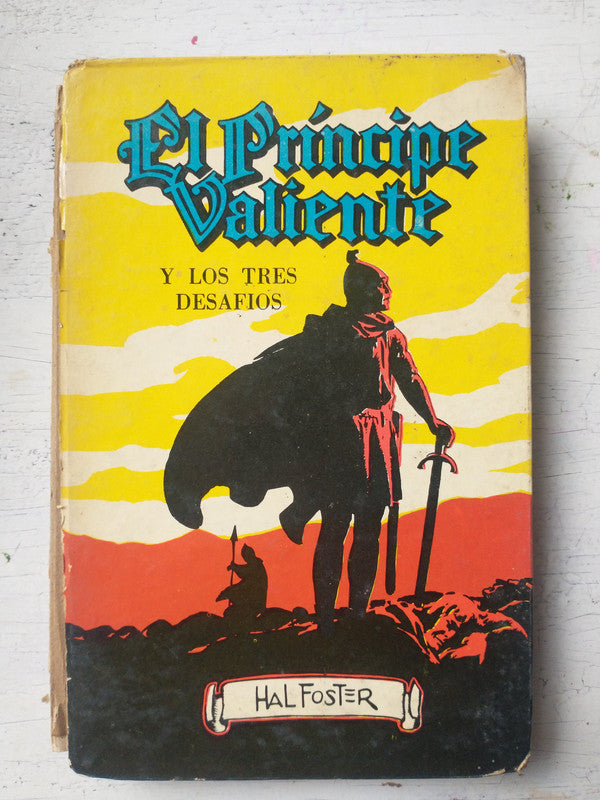 El Príncipe
Valiente
Y LOS TRES
DESAFIOS
HAL FOSTER